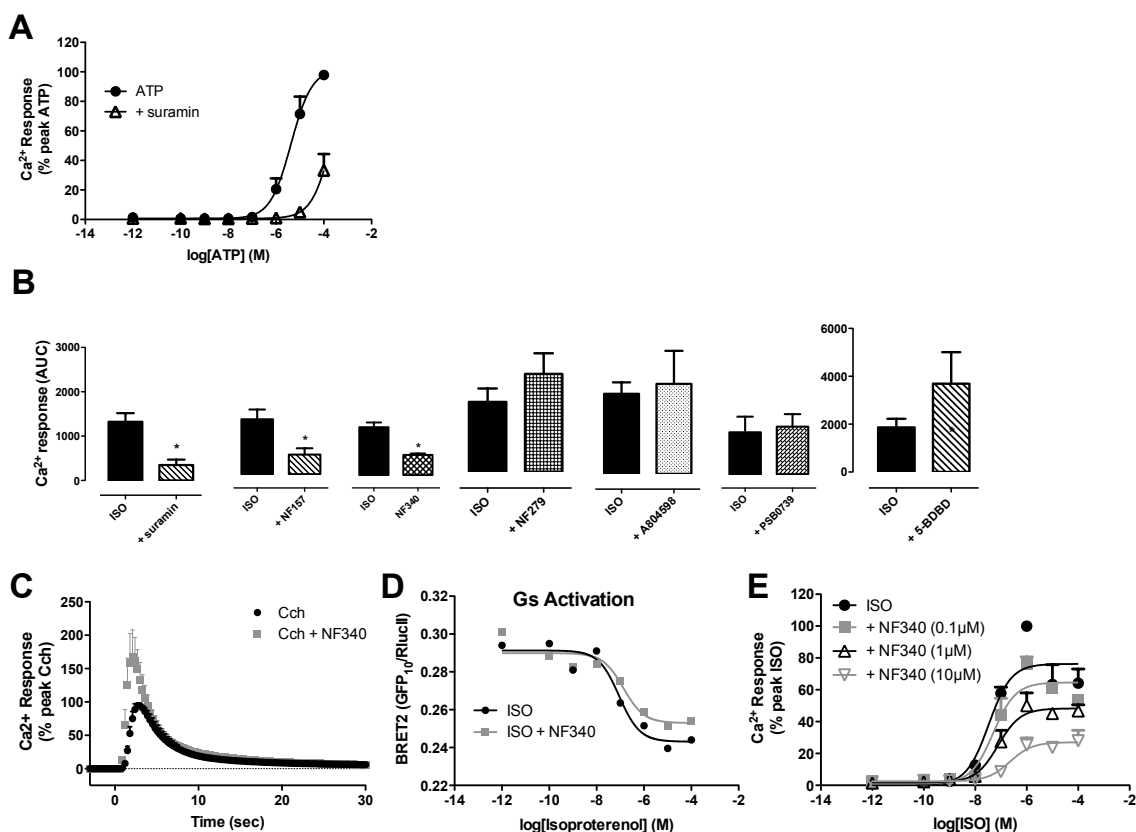 A
120
100
80
60
40
20
0
Ca2+ Response
(% peak ATP)
ATP
+ suramin
-14 -12 -10 -8 -6 -4 -2
log[ATP] (M)
B
Ca2+ response (AUC)
3000
2000
1000
0
6000
4000
2000
0
ISO
+ suramin
ISO
+ NF157
ISO
NF340
ISO
+ NF279
ISO
+ A804598
ISO
+ PSB0739
ISO
+ 5-BDBD
* * * *
C
Ca2+ Response
(% peak Cch)
250
200
150
100
50
0
Cch
Cch + NF340
0 10 20 30
Time (sec)
D
Gs Activation
BRET2 (GFP10/RlucII)
0.32
0.30
0.28
0.26
0.24
0.22
ISO
ISO + NF340
-14 -12 -10 -8 -6 -4 -2
log[Isoproterenol] (M)
E
Ca2+ Response
(% peak ISO)
120
100
80
60
40
20
0
ISO
+ NF340 (0.1µM)
+ NF340 (1µM)
+ NF340 (10µM)
-14 -12 -10 -8 -6 -4 -2
log[ISO] (M)